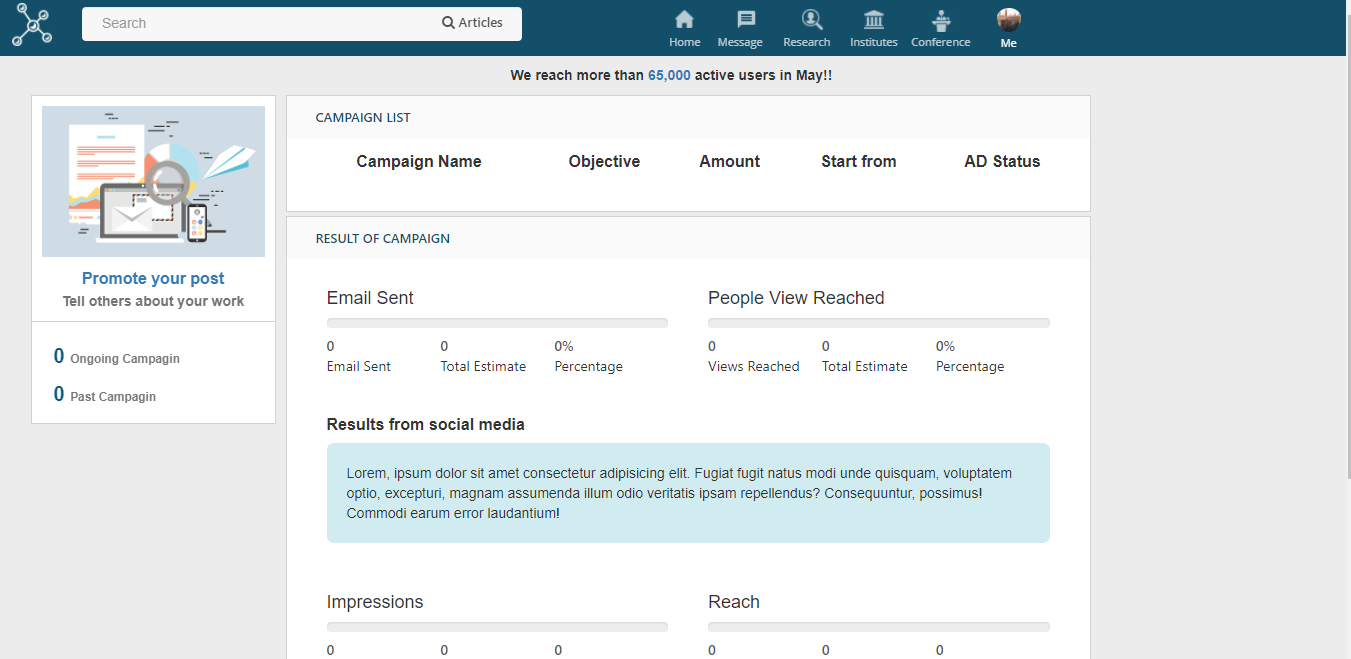 Search Articles
Home Message Research Institutes Conference Me
We reach more than 65,000 active users in May!!
Promote your post
Tell others about your work
0 Ongoing Campagin
0 Past Campagin
CAMPAIGN LIST
Campaign Name Objective Amount Start from AD Status
RESULT OF CAMPAIGN
Email Sent People View Reached
0 0 0% 0 0 0%
Email Sent Total Estimate Percentage Views Reached Total Estimate Percentage
Results from social media
Lorem, ipsum dolor sit amet consectetur adipisicing elit. Fugiat fugit natus modi unde quisquam, voluptatem
optio, excepturi, magnam assumenda illum odio veritatis ipsam repellendus? Consequuntur, possimus!
Commodi earum error laudantium!
Impressions Reach
0 0 0 0 0 0